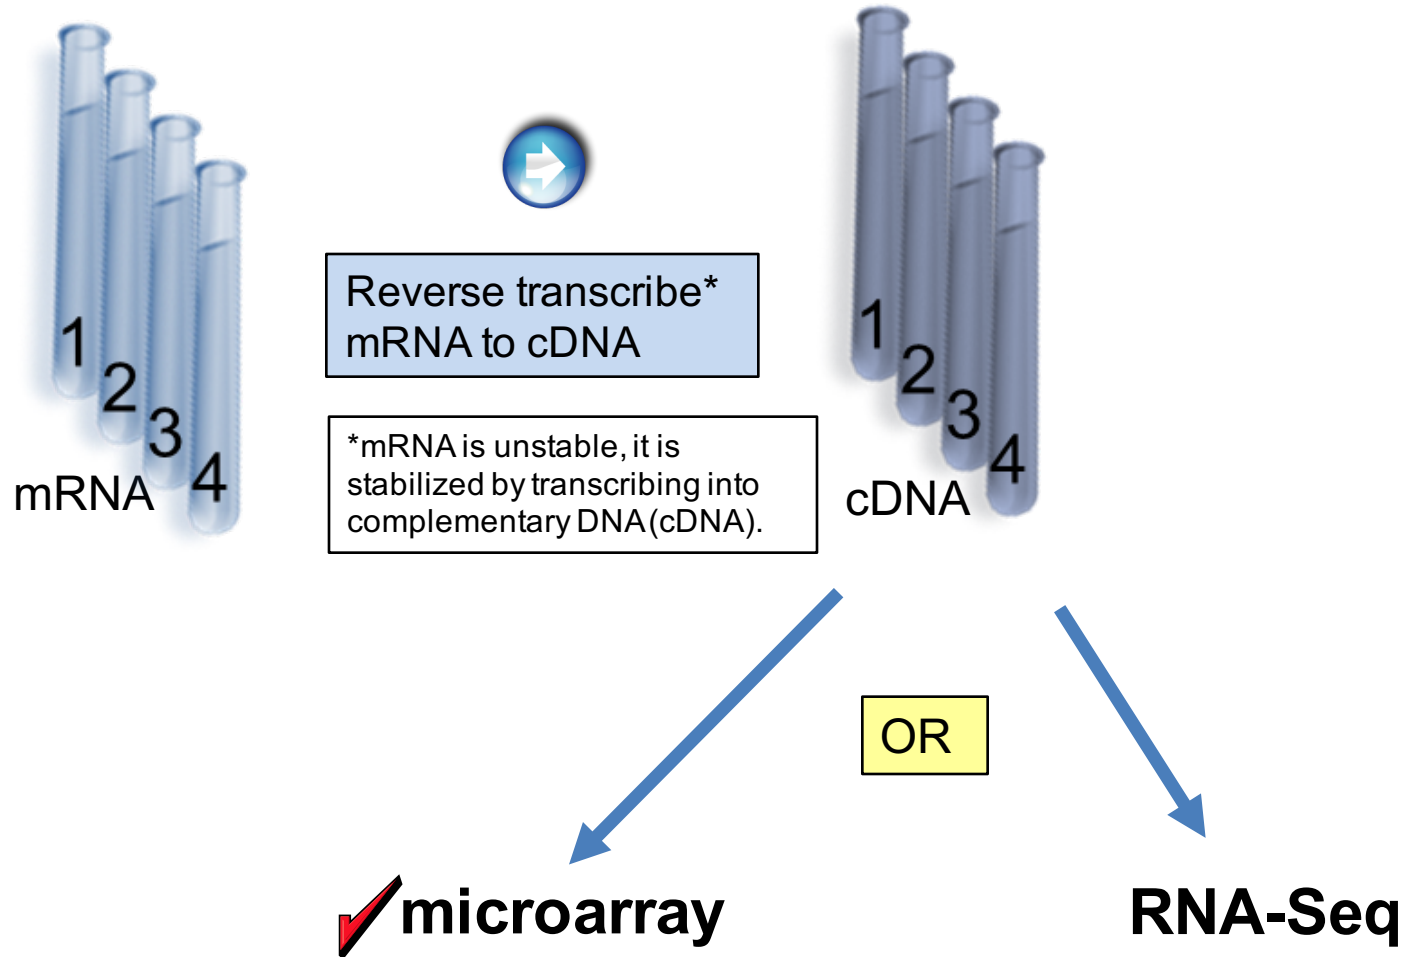 1
2
3
4
mRNA
Reverse transcribe*
mRNA to cDNA
*mRNA is unstable, it is
stabilized by transcribing into
complementary DNA (cDNA).
1
2
3
4
cDNA
OR
microarray
RNA-Seq